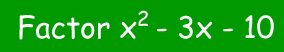 Factor x² - 3x - 10